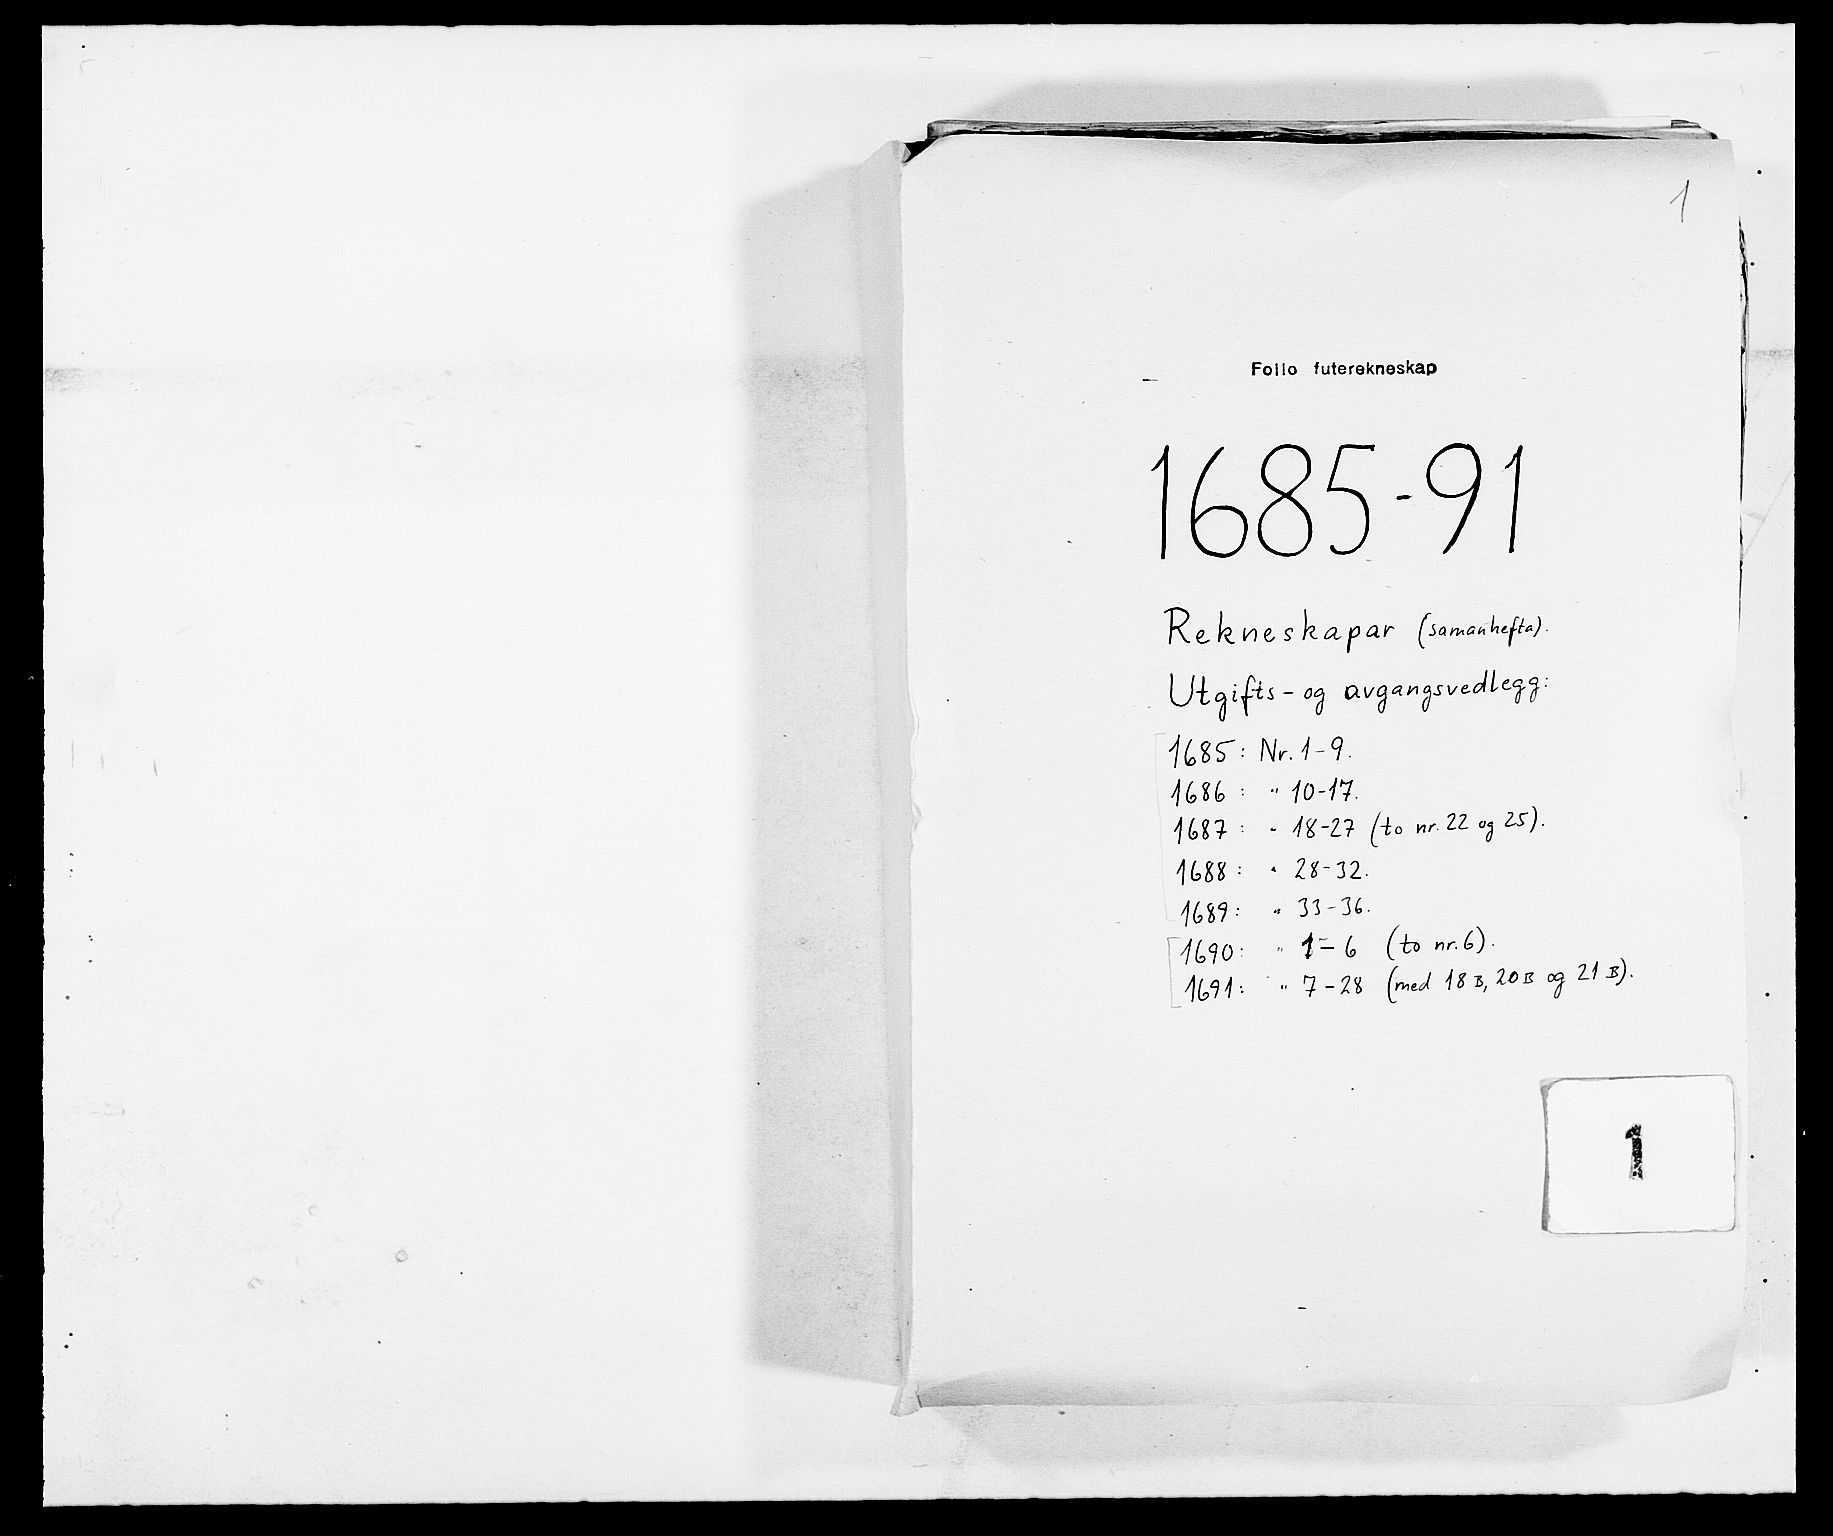 1
Follo futerekneskap
1685-91
Rekneskapar (samanhefta).
Utgifts- og avgangsvedlegg:
1685: Nr. 1-9.
1686: " 10-17.
1687: " 18-27 (to nr. 22 og 25).
1688: " 28-32.
1689: " 33-36.
1690: " 1-6 (to nr. 6).
1691: " 7-28 (med 18 B, 20 B og 21 B).
1